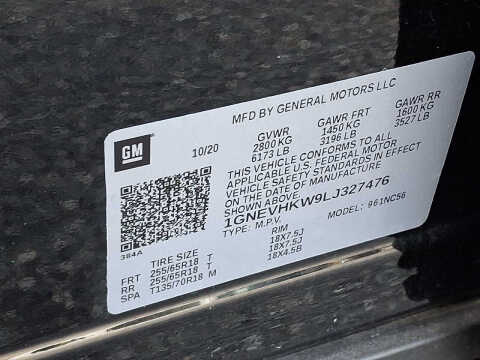 MFD BY GENERAL MOTORS LLC
GM
10/20
GVWR
2800 KG
6173 LB
GAWR FRT
1450 KG
3196 LB
GAWR RR
1600 KG
3527 LB
THIS VEHICLE CONFORMS TO ALL
APPLICABLE U.S. FEDERAL MOTOR
VEHICLE SAFETY STANDARDS IN EFFECT
ON THE DATE OF MANUFACTURE
SHOWN ABOVE.
1GNEVHKW9LJ327476
TYPE: M.P.V. MODEL: 961NC56
384A
TIRE SIZE RIM
FRT 255/65R18 T 18X7.5J
RR 255/65R18 T 18X7.5J
SPA T135/70R18 M 18X4.5B